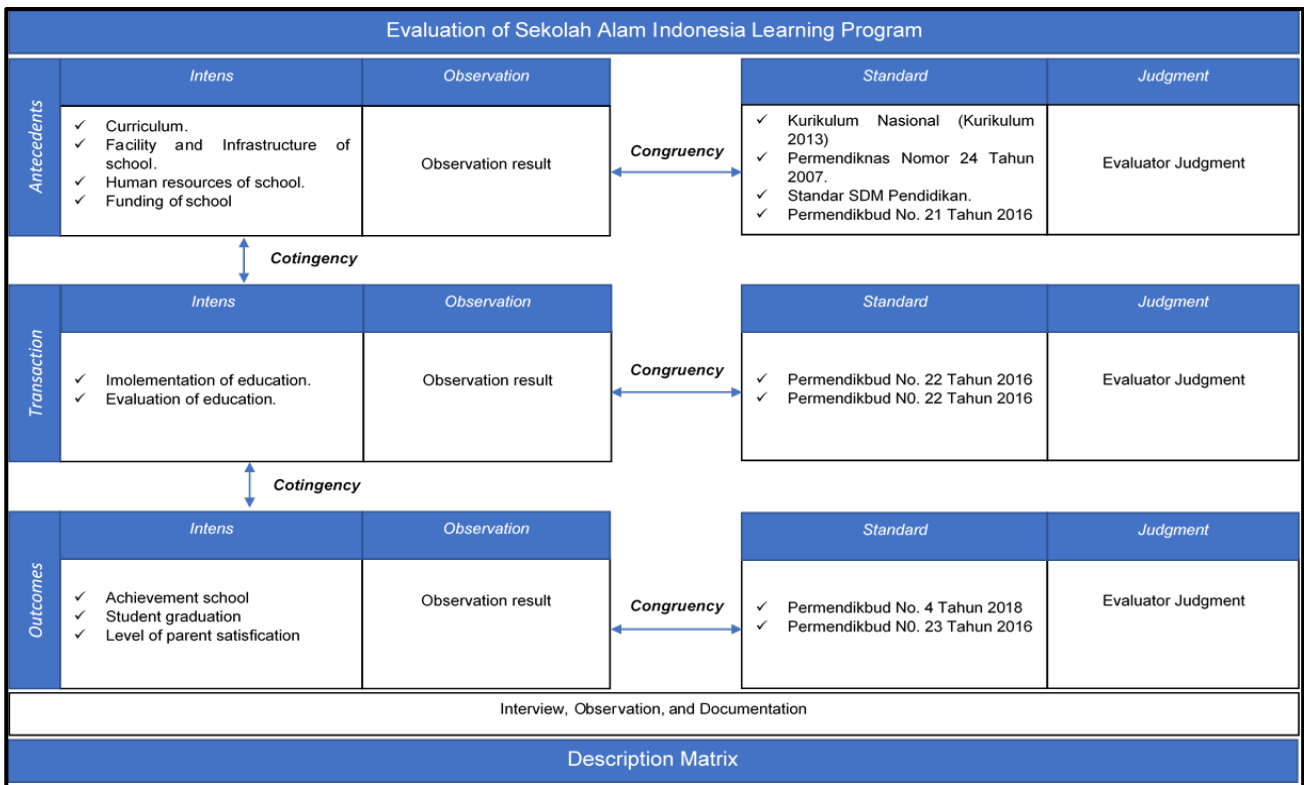 Evaluation of Sekolah Alam Indonesia Learning Program
Antecedents
Intens
Observation
Standard
Judgment
✓ Curriculum.
✓ Facility and Infrastructure of
school.
✓ Human resources of school.
✓ Funding of school
Observation result
Congruency
✓ Kurikulum Nasional (Kurikulum
2013)
✓ Permendiknas Nomor 24 Tahun
2007.
✓ Standar SDM Pendidikan.
✓ Permendikbud No. 21 Tahun 2016
Evaluator Judgment
Cotingency
Transaction
Intens
Observation
Standard
Judgment
✓ Imolementation of education.
✓ Evaluation of education.
Observation result
Congruency
✓ Permendikbud No. 22 Tahun 2016
✓ Permendikbud N0. 22 Tahun 2016
Evaluator Judgment
Cotingency
Outcomes
Intens
Observation
Standard
Judgment
✓ Achievement school
✓ Student graduation
✓ Level of parent satisfication
Observation result
Congruency
✓ Permendikbud No. 4 Tahun 2018
✓ Permendikbud N0. 23 Tahun 2016
Evaluator Judgment
Interview, Observation, and Documentation
Description Matrix